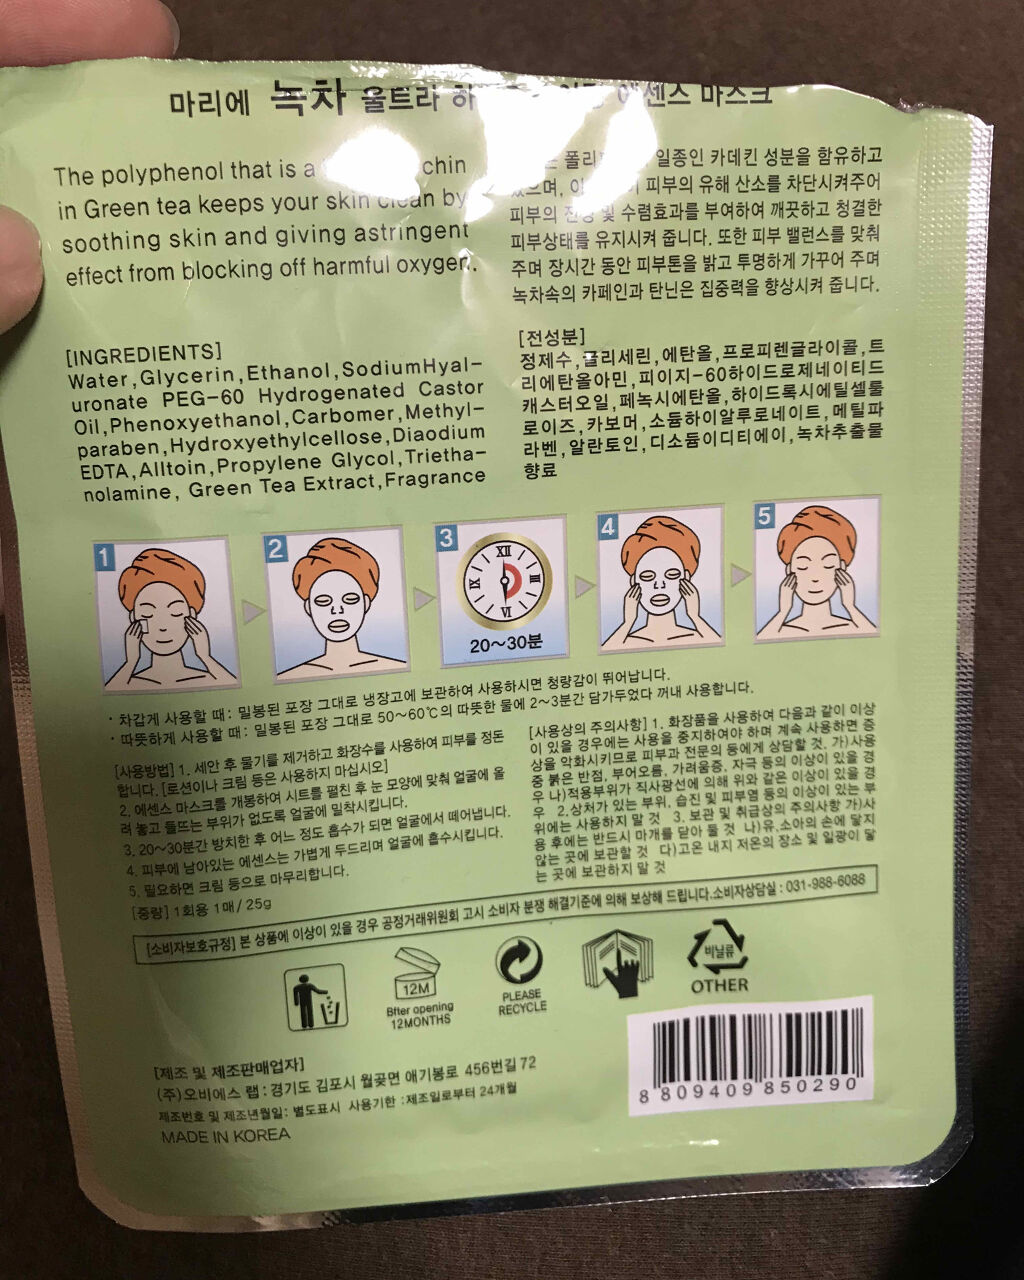 마리에 녹차 울트라 하 에센스 마스크
The polyphenol that is a chin
in Green tea keeps your skin clean by
soothing skin and giving astringent
effect from blocking off harmful oxygen.
일종인 카데킨 성분을 함유하고
피부의 유해 산소를 차단시켜주어
피부의 진정 및 수렴효과를 부여하여 깨끗하고 청결한
피부상태를 유지시켜 줍니다. 또한 피부 밸런스를 맞춰
주며 장시간 동안 피부톤을 밝고 투명하게 가꾸어 주며
녹차속의 카페인과 탄닌은 집중력을 향상시켜 줍니다.
[INGREDIENTS]
Water,Glycerin,Ethanol,SodiumHyal-
uronate PEG-60 Hydrogenated Castor
Oil,Phenoxyethanol,Carbomer,Methyl-
paraben,Hydroxyethylcellose,Diaodium
EDTA,Alltoin,Propylene Glycol,Trietha-
nolamine, Green Tea Extract,Fragrance
[전성분]
정제수,글리세린,에탄올,프로피렌글라이콜,트
리에탄올아민,피이지-60하이드로제네이티드
캐스터오일,페녹시에탄올,하이드록시에틸셀룰
로이즈,카보머,소듐하이알루로네이트,메틸파
라벤,알란토인,디소듐이디티에이,녹차추출물
향료
1
2
3
XII
III
VI
IX
20~30분
4
5
· 차갑게 사용할 때: 밀봉된 포장 그대로 냉장고에 보관하여 사용하시면 청량감이 뛰어납니다.
· 따뜻하게 사용할 때: 밀봉된 포장 그대로 50~60℃의 따뜻한 물에 2~3분간 담가두었다 꺼내 사용합니다.
[사용방법] 1. 세안 후 물기를 제거하고 화장수를 사용하여 피부를 정돈
합니다. [로션이나 크림 등은 사용하지 마십시오]
2. 에센스 마스크를 개봉하여 시트를 펼친 후 눈 모양에 맞춰 얼굴에 올
려 놓고 들뜨는 부위가 없도록 얼굴에 밀착시킵니다.
3. 20~30분간 방치한 후 어느 정도 흡수가 되면 얼굴에서 떼어냅니다.
4. 피부에 남아있는 에센스는 가볍게 두드리며 얼굴에 흡수시킵니다.
5. 필요하면 크림 등으로 마무리합니다.
[중량] 1회용 1매/ 25g
[사용상의 주의사항] 1. 화장품을 사용하여 다음과 같이 이상
이 있을 경우에는 사용을 중지하여야 하며 계속 사용하면 증
상을 악화시키므로 피부과 전문의 등에게 상담할 것. 가)사용
중 붉은 반점, 부어오름, 가려움증, 자극 등의 이상이 있을 경
우 나)적용부위가 직사광선에 의해 위와 같은 이상이 있을 경
우 2.상처가 있는 부위, 습진 및 피부염 등의 이상이 있는 부
위에는 사용하지 말 것 3. 보관 및 취급상의 주의사항 가)사
용 후에는 반드시 마개를 닫아 둘 것 나)유.소아의 손에 닿지
않는 곳에 보관할 것 다)고온 내지 저온의 장소 및 일광이 닿
는 곳에 보관하지 말 것
[소비자보호규정] 본 상품에 이상이 있을 경우 공정거래위원회 고시 소비자 분쟁 해결기준에 의해 보상해 드립니다.소비자상담실 : 031-988-6088
12M
Bfter opening
12MONTHS
PLEASE
RECYCLE
비닐류
OTHER
[제조 및 제조판매업자]
(주)오비에스 랩 : 경기도 김포시 월곶면 애기봉로 456번길 72
제조번호 및 제조년월일: 별도표시 사용기한 :제조일로부터 24개월
MADE IN KOREA
8 809409 850290